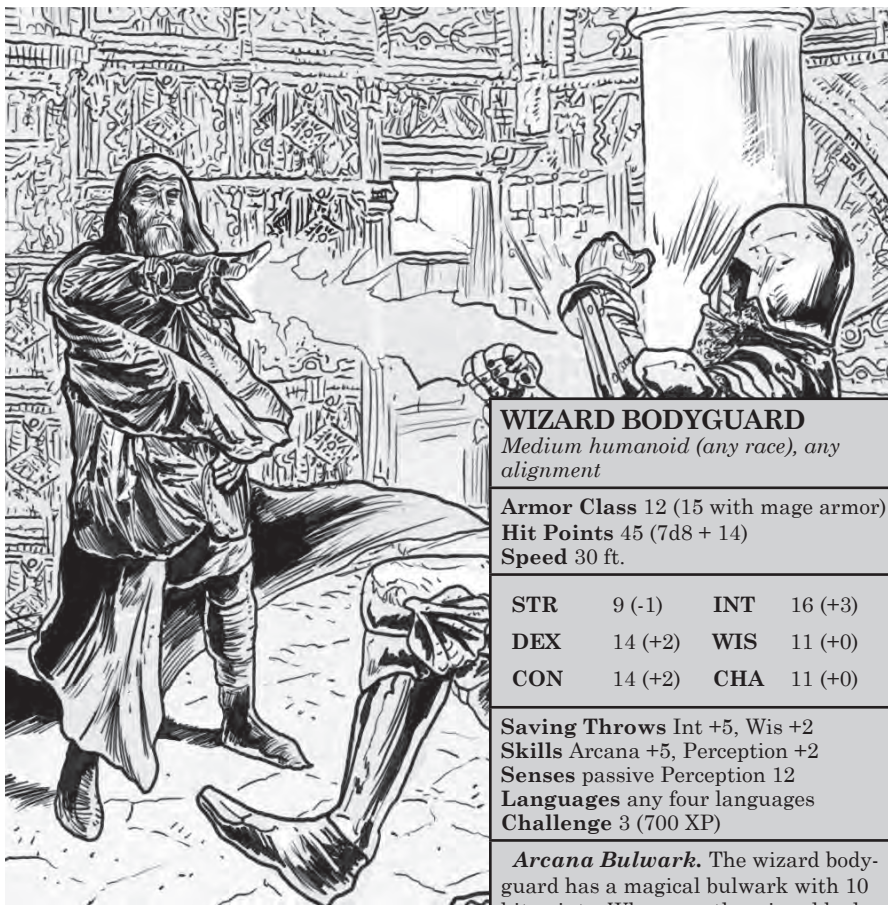 WIZARD BODYGUARD
Medium humanoid (any race), any
alignment
Armor Class 12 (15 with mage armor)
Hit Points 45 (7d8 + 14)
Speed 30 ft.
STR 9 (-1) INT 16 (+3)
DEX 14 (+2) WIS 11 (+0)
CON 14 (+2) CHA 11 (+0)
Saving Throws Int +5, Wis +2
Skills Arcana +5, Perception +2
Senses passive Perception 12
Languages any four languages
Challenge 3 (700 XP)
Arcana Bulwark. The wizard body-
guard has a magical bulwark with 10